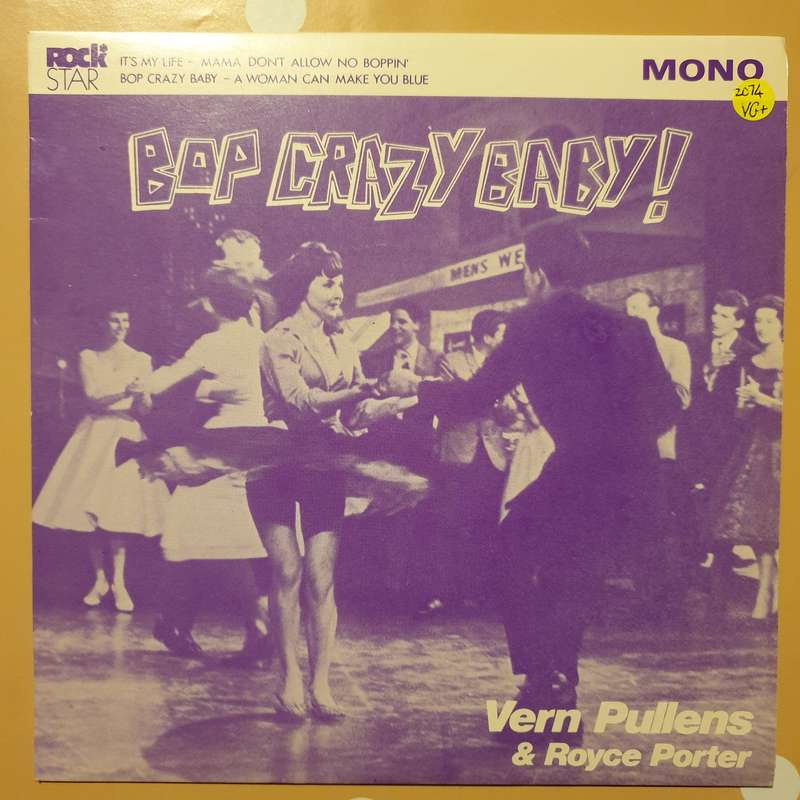 ROCK STAR
IT'S MY LIFE – MAMA DON'T ALLOW NO BOPPIN'
BOP CRAZY BABY – A WOMAN CAN MAKE YOU BLUE
MONO
2074
VG+
BOP CRAZY BABY!
MENS WE
Vern Pullens
& Royce Porter